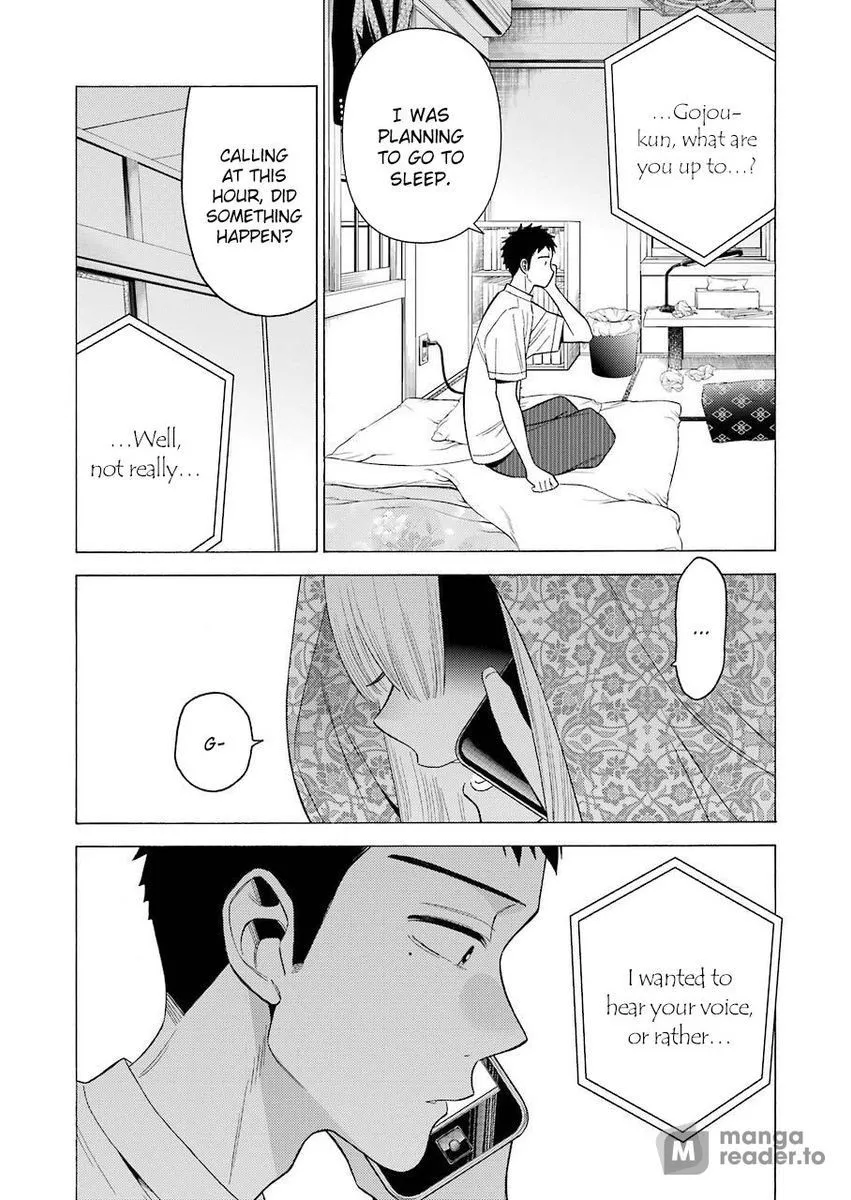 ...Gojou-
kun, what are
you up to...?
I WAS
PLANNING
TO GO TO
SLEEP.
CALLING
AT THIS
HOUR, DID
SOMETHING
HAPPEN?
...Well,
not really...
...
G-
I wanted to
hear your voice,
or rather...
M manga
reader.to